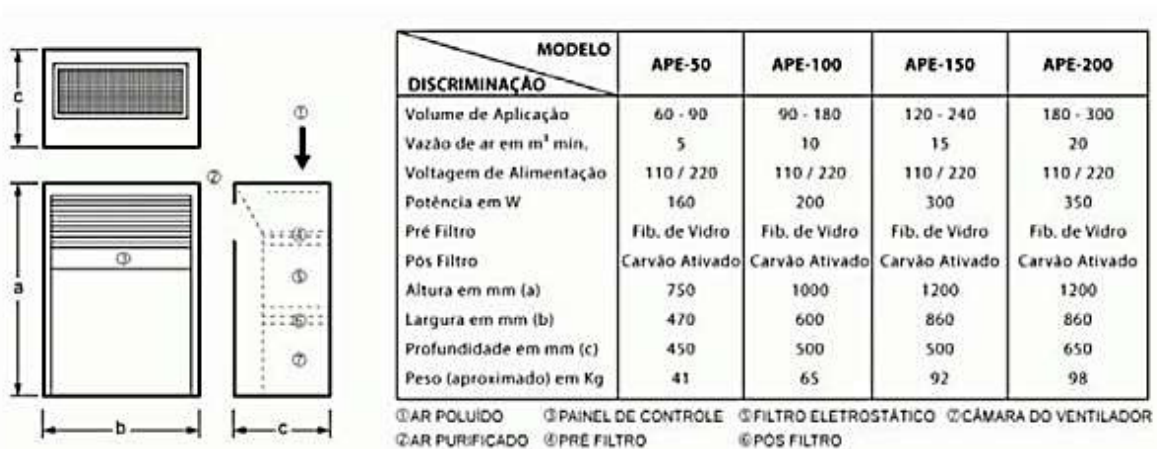 c
①
②
③
④
⑤
⑥
⑦
a
b
c
MODELO
DISCRIMINAÇÃO
APE-50 APE-100 APE-150 APE-200
Volume de Aplicação 60 - 90 90 - 180 120 - 240 180 - 300
Vazão de ar em m³ min. 5 10 15 20
Voltagem de Alimentação 110 / 220 110 / 220 110 / 220 110 / 220
Potência em W 160 200 300 350
Pré Filtro Fib. de Vidro Fib. de Vidro Fib. de Vidro Fib. de Vidro
Pós Filtro Carvão Ativado Carvão Ativado Carvão Ativado Carvão Ativado
Altura em mm (a) 750 1000 1200 1200
Largura em mm (b) 470 600 860 860
Profundidade em mm (c) 450 500 500 650
Peso (aproximado) em Kg 41 65 92 98
①AR POLUÍDO ③PAINEL DE CONTROLE ⑤FILTRO ELETROSTÁTICO ⑦CÂMARA DO VENTILADOR
②AR PURIFICADO ④PRÉ FILTRO ⑥PÓS FILTRO